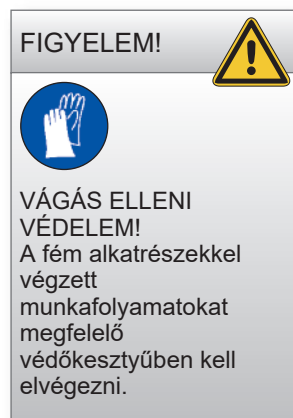 FIGYELEM!
VÁGÁS ELLENI
VÉDELEM!
A fém alkatrészekkel
végzett
munkafolyamatokat
megfelelő
védőkesztyűben kell
elvégezni.